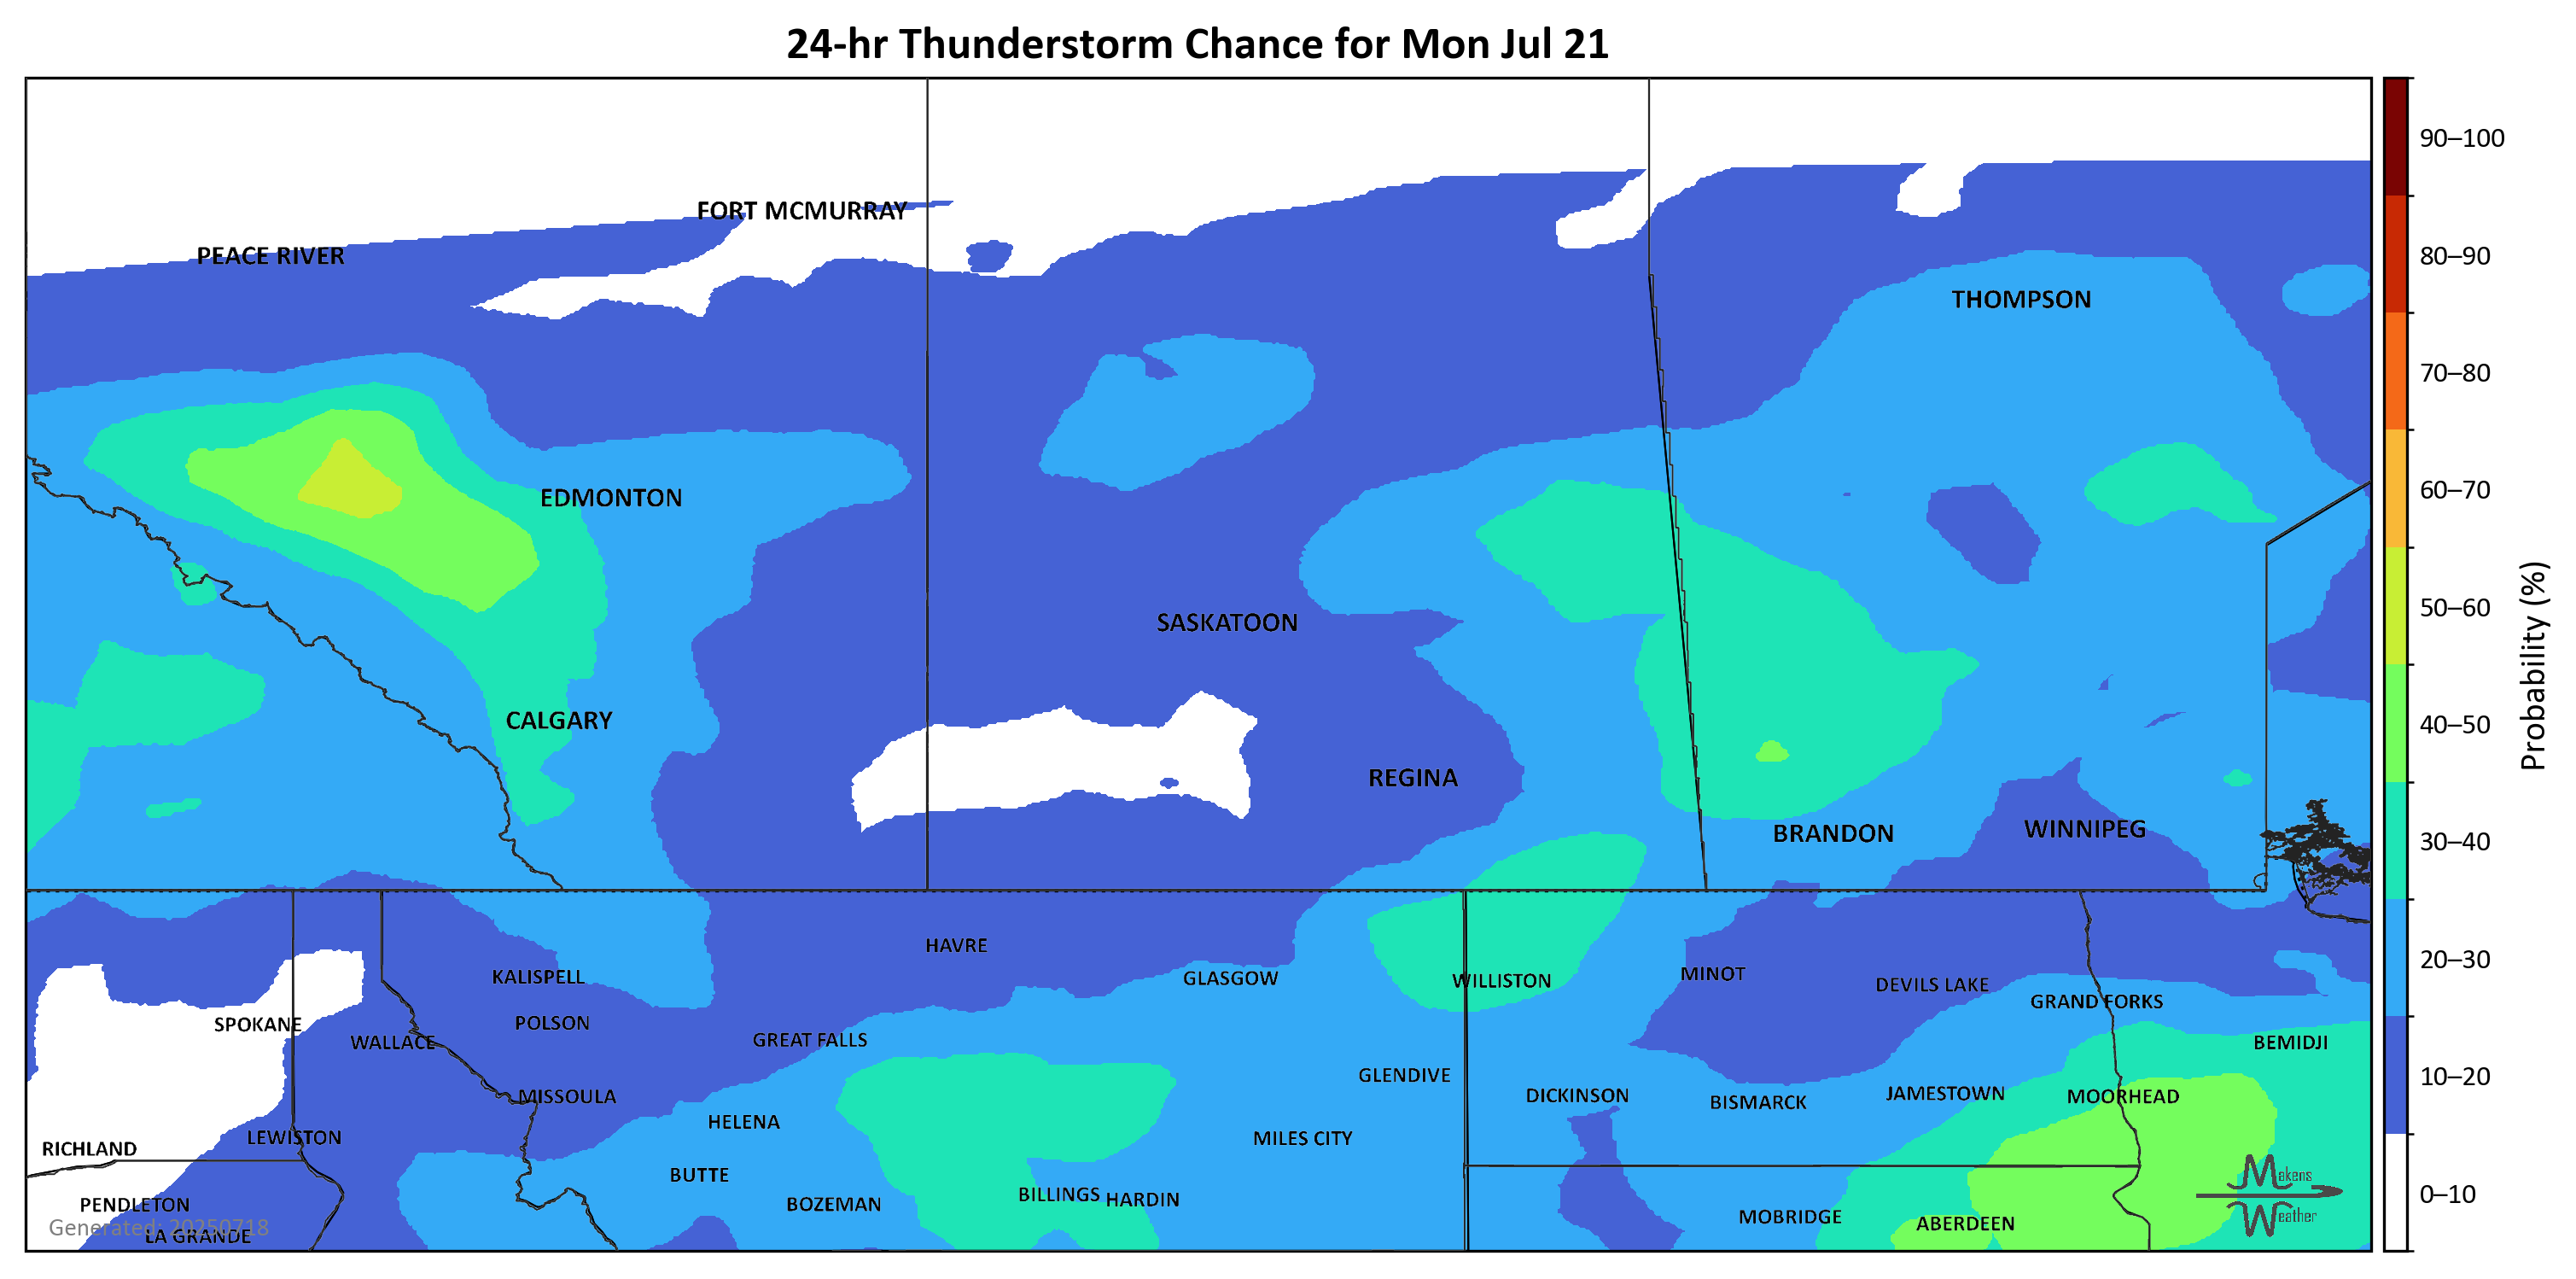 24-hr Thunderstorm Chance for Mon Jul 21
90–100
FORT MCMURRAY
PEACE RIVER
80–90
THOMPSON
70–80
60–70
EDMONTON
50–60
SASKATOON
Probability (%)
CALGARY
40–50
REGINA
WINNIPEG
BRANDON
30–40
HAVRE
20–30
MINOT
KALISPELL
GLASGOW
WILLISTON
DEVILS LAKE
GRAND FORKS
SPOKANE
POLSON
GREAT FALLS
WALLACE
BEMIDJI
GLENDIVE
10–20
MISSOULA
DICKINSON
BISMARCK
JAMESTOWN
MOORHEAD
HELENA
LEWISTON
MILES CITY
RICHLAND
BUTTE
Makens
0–10
BILLINGS
HARDIN
PENDLETON
BOZEMAN
MOBRIDGE
Weather
ABERDEEN
Generated: 20250718
LA GRANDE